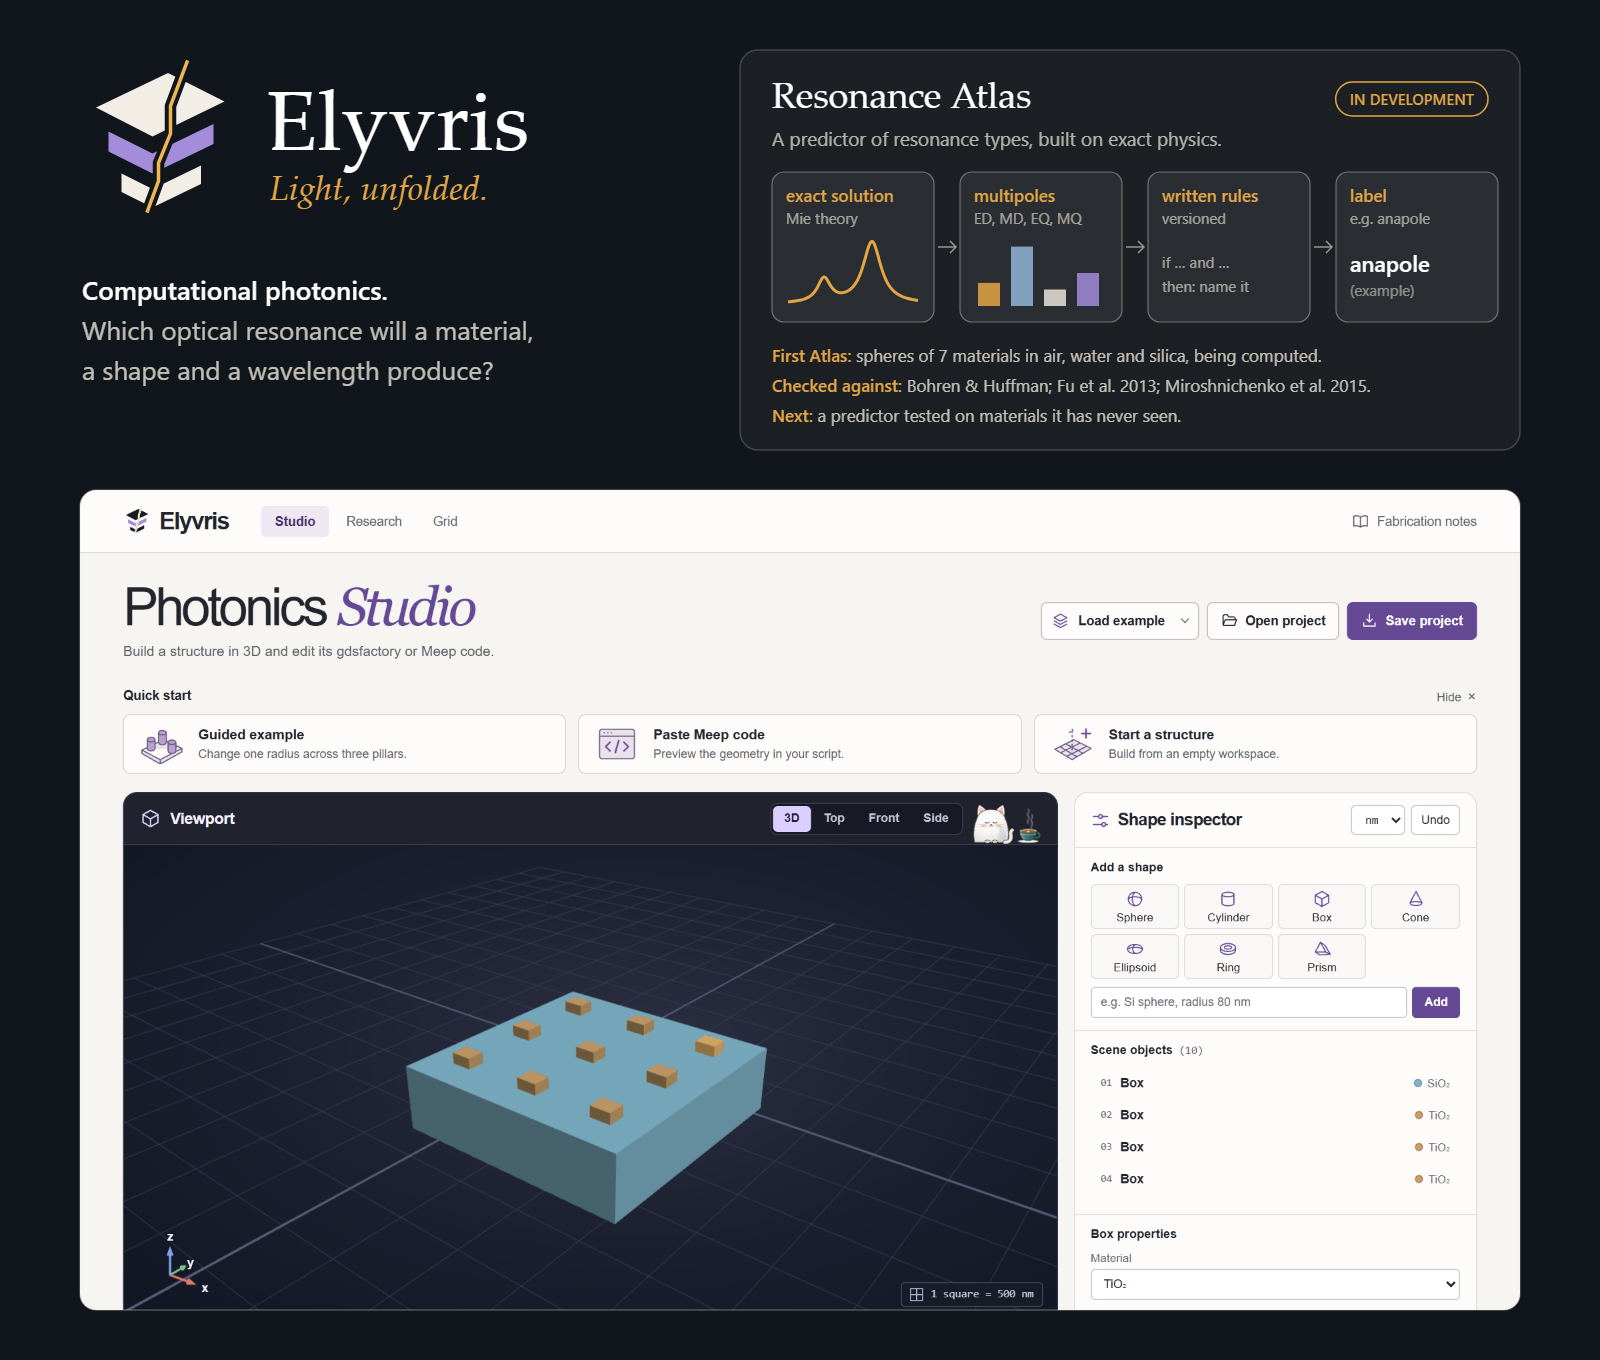 Elyvris
Light, unfolded.
Computational photonics.
Which optical resonance will a material,
a shape and a wavelength produce?
Resonance Atlas
IN DEVELOPMENT
A predictor of resonance types, built on exact physics.
exact solution
Mie theory
multipoles
ED, MD, EQ, MQ
written rules
versioned
if ... and ...
then: name it
label
e.g. anapole
anapole
(example)
First Atlas: spheres of 7 materials in air, water and silica, being computed.
Checked against: Bohren & Huffman; Fu et al. 2013; Miroshnichenko et al. 2015.
Next: a predictor tested on materials it has never seen.
Elyvris
Studio
Research
Grid
Fabrication notes
Photonics Studio
Build a structure in 3D and edit its gdsfactory or Meep code.
Load example
Open project
Save project
Quick start
Hide ×
Guided example
Change one radius across three pillars.
Paste Meep code
Preview the geometry in your script.
Start a structure
Build from an empty workspace.
Viewport
3D
Top
Front
Side
z
y
x
1 square = 500 nm
Shape inspector
nm
Undo
Add a shape
Sphere
Cylinder
Box
Cone
Ellipsoid
Ring
Prism
e.g. Si sphere, radius 80 nm
Add
Scene objects (10)
01 Box SiO₂
02 Box TiO₂
03 Box TiO₂
04 Box TiO₂
Box properties
Material
TiO₂